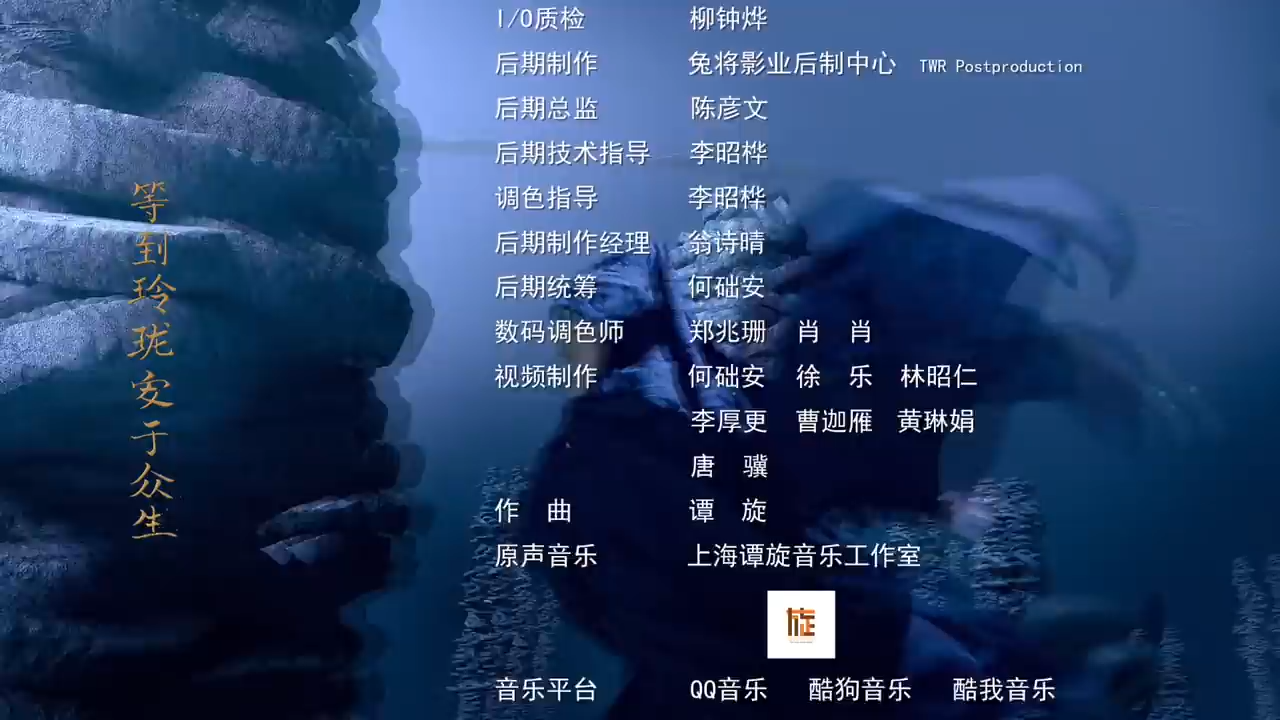 I/O质检 柳钟烨
后期制作 兔将影业后制中心 TWR Postproduction
后期总监 陈彦文
后期技术指导 李昭桦
调色指导 李昭桦
后期制作经理 翁诗晴
后期统筹 何础安
数码调色师 郑兆珊 肖 肖
视频制作 何础安 徐 乐 林昭仁
李厚更 曹迦雁 黄琳娟
唐 骥
作 曲 谭 旋
原声音乐 上海谭旋音乐工作室
旋
音乐平台 QQ音乐 酷狗音乐 酷我音乐
等到玲珑安于众生